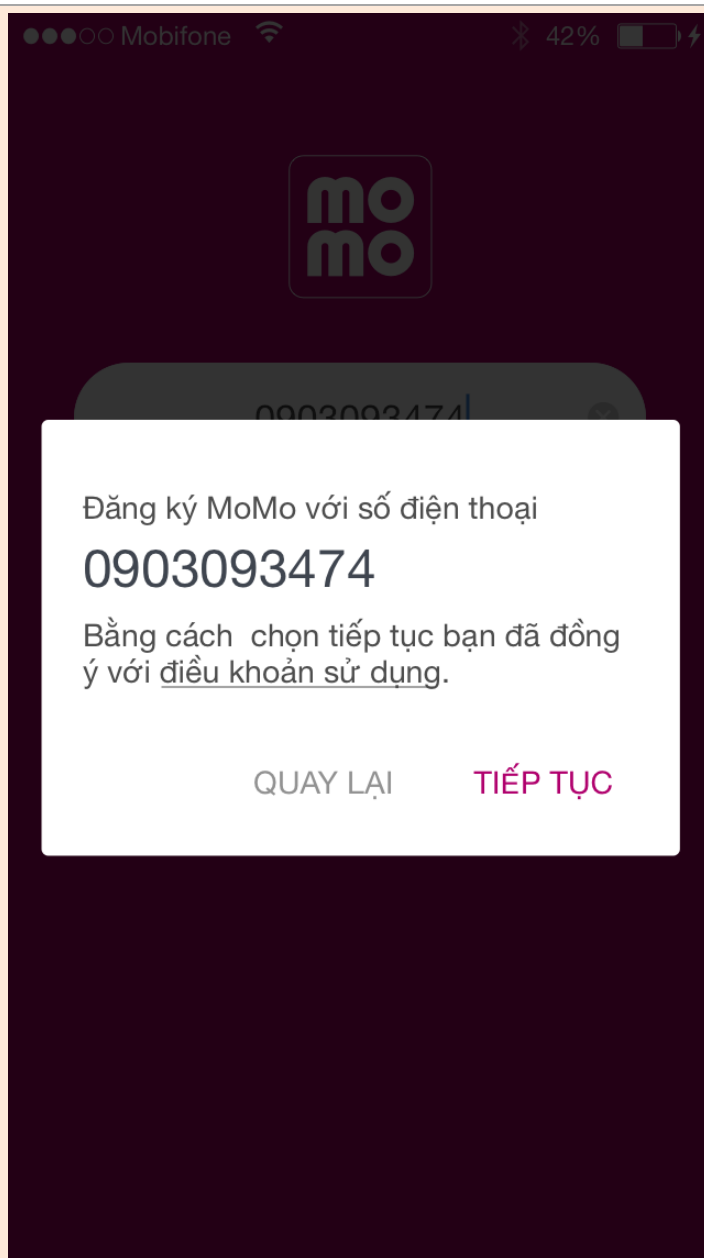 Mobifone 42%
mo
mo
0903093474
Đăng ký MoMo với số điện thoại
0903093474
Bằng cách  chọn tiếp tục bạn đã đồng
ý với điều khoản sử dụng.
QUAY LẠI TIẾP TỤC